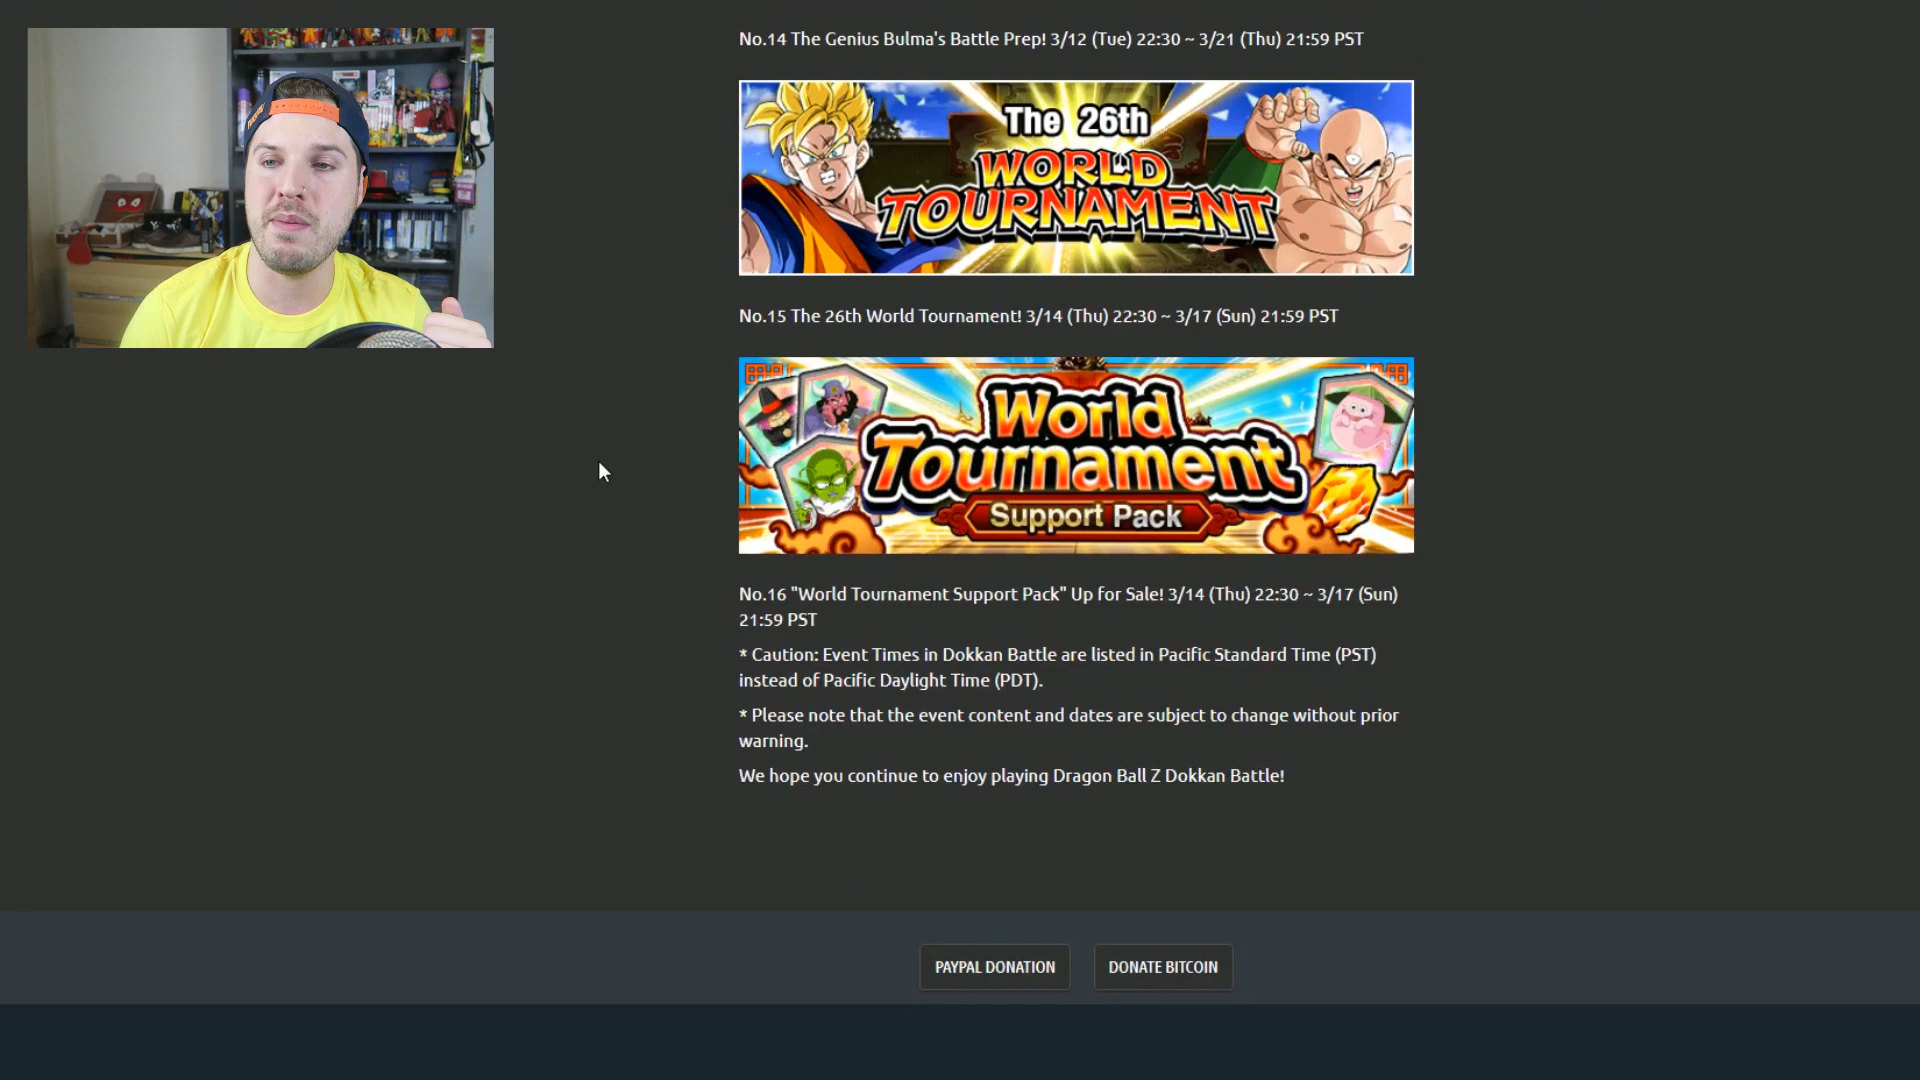 No.14 The Genius Bulma's Battle Prep! 3/12 (Tue) 22:30 ~ 3/21 (Thu) 21:59 PST
The 26th
WORLD
TOURNAMENT
No.15 The 26th World Tournament! 3/14 (Thu) 22:30 ~ 3/17 (Sun) 21:59 PST
World
Tournament
Support Pack
No.16 "World Tournament Support Pack" Up for Sale! 3/14 (Thu) 22:30 ~ 3/17 (Sun)
21:59 PST
* Caution: Event Times in Dokkan Battle are listed in Pacific Standard Time (PST)
instead of Pacific Daylight Time (PDT).
* Please note that the event content and dates are subject to change without prior
warning.
We hope you continue to enjoy playing Dragon Ball Z Dokkan Battle!
PAYPAL DONATION
DONATE BITCOIN